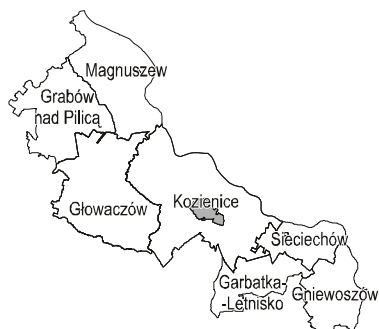 Magnuszew
Grabów
nad Pilicą
Kozienice
Głowaczów
Sieciechów
Garbatka-
-Letnisko
Gniewoszów